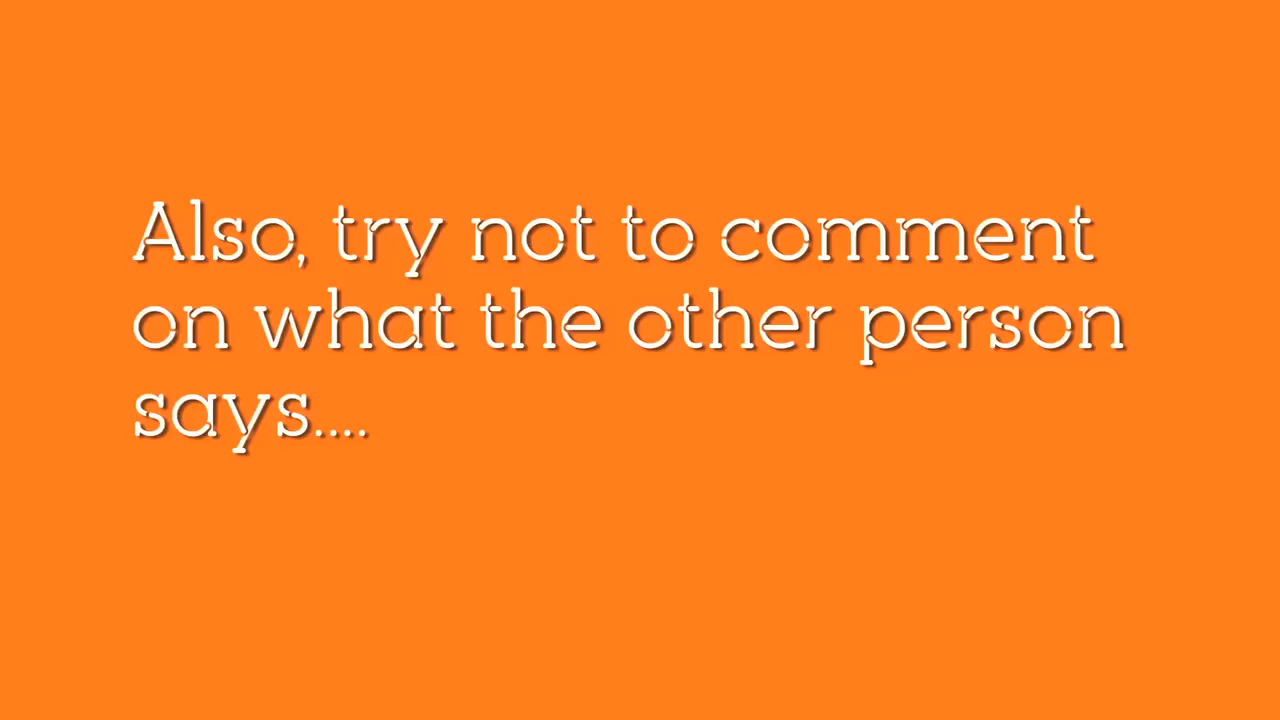 Also, try not to comment
on what the other person
says....